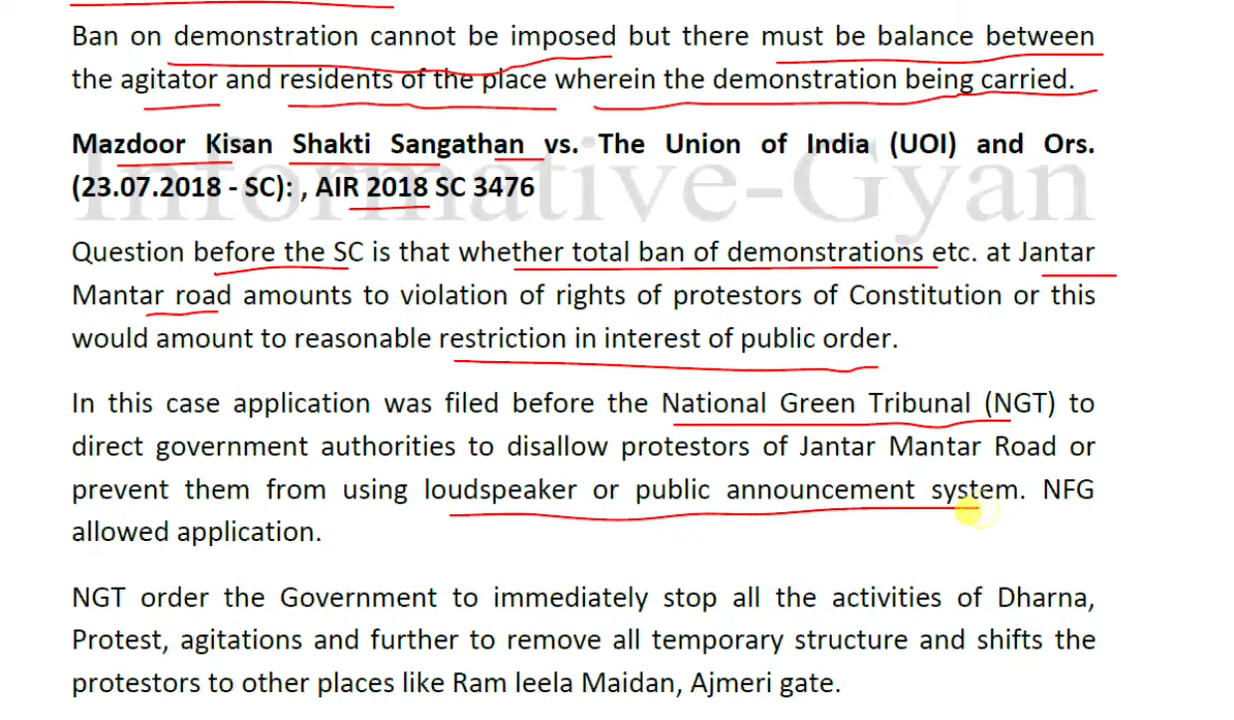 Ban on demonstration cannot be imposed but there must be balance between
the agitator and residents of the place wherein the demonstration being carried.
Mazdoor Kisan Shakti Sangathan vs. The Union of India (UOI) and Ors.
(23.07.2018 - SC): , AIR 2018 SC 3476
Informative-Gyan
Question before the SC is that whether total ban of demonstrations etc. at Jantar
Mantar road amounts to violation of rights of protestors of Constitution or this
would amount to reasonable restriction in interest of public order.
In this case application was filed before the National Green Tribunal (NGT) to
direct government authorities to disallow protestors of Jantar Mantar Road or
prevent them from using loudspeaker or public announcement system. NFG
allowed application.
NGT order the Government to immediately stop all the activities of Dharna,
Protest, agitations and further to remove all temporary structure and shifts the
protestors to other places like Ram leela Maidan, Ajmeri gate.